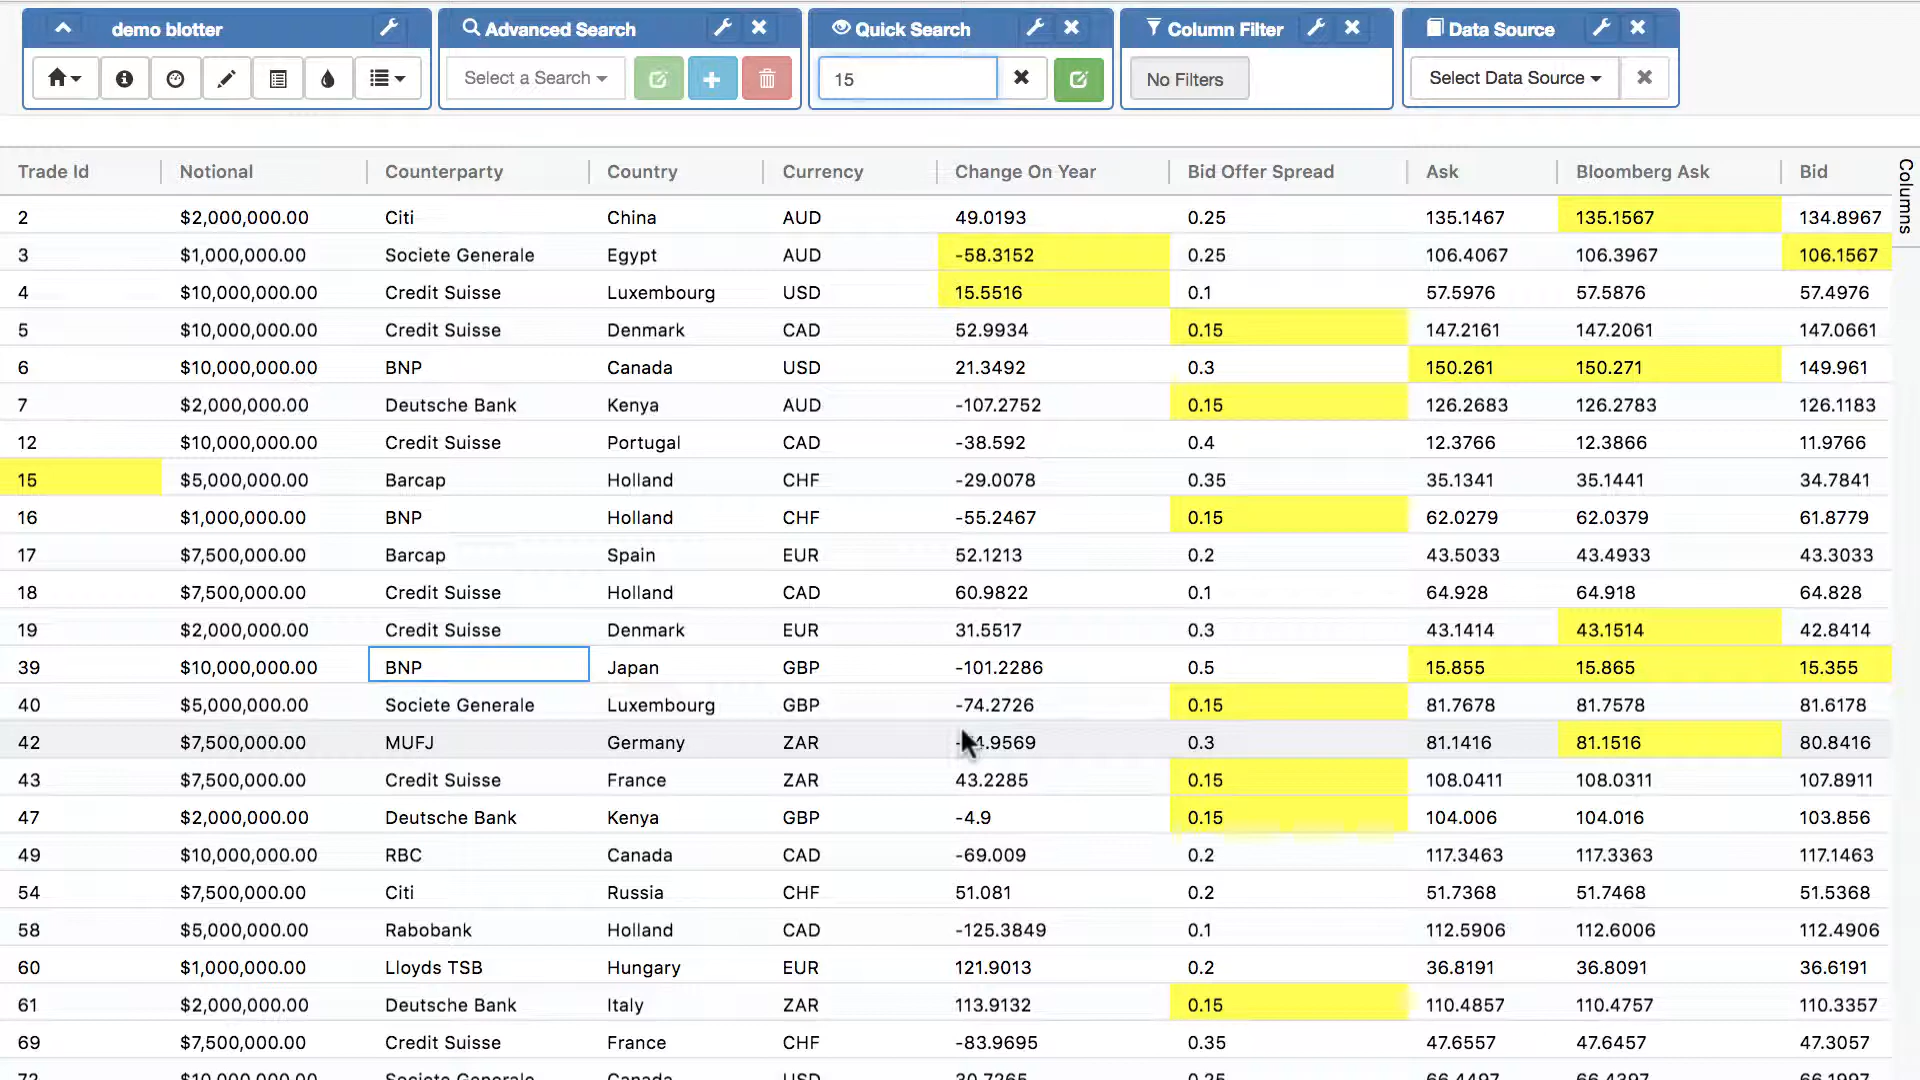 demo blotter Advanced Search Quick Search Column Filter Data Source
Select a Search 15 No Filters Select Data Source
Trade Id Notional Counterparty Country Currency Change On Year Bid Offer Spread Ask Bloomberg Ask Bid
Columns
2 $2,000,000.00 Citi China AUD 49.0193 0.25 135.1467 135.1567 134.8967
3 $1,000,000.00 Societe Generale Egypt AUD -58.3152 0.25 106.4067 106.3967 106.1567
4 $10,000,000.00 Credit Suisse Luxembourg USD 15.5516 0.1 57.5976 57.5876 57.4976
5 $10,000,000.00 Credit Suisse Denmark CAD 52.9934 0.15 147.2161 147.2061 147.0661
6 $10,000,000.00 BNP Canada USD 21.3492 0.3 150.261 150.271 149.961
7 $2,000,000.00 Deutsche Bank Kenya AUD -107.2752 0.15 126.2683 126.2783 126.1183
12 $10,000,000.00 Credit Suisse Portugal CAD -38.592 0.4 12.3766 12.3866 11.9766
15 $5,000,000.00 Barcap Holland CHF -29.0078 0.35 35.1341 35.1441 34.7841
16 $1,000,000.00 BNP Holland CHF -55.2467 0.15 62.0279 62.0379 61.8779
17 $7,500,000.00 Barcap Spain EUR 52.1213 0.2 43.5033 43.4933 43.3033
18 $7,500,000.00 Credit Suisse Holland CAD 60.9822 0.1 64.928 64.918 64.828
19 $2,000,000.00 Credit Suisse Denmark EUR 31.5517 0.3 43.1414 43.1514 42.8414
39 $10,000,000.00 BNP Japan GBP -101.2286 0.5 15.855 15.865 15.355
40 $5,000,000.00 Societe Generale Luxembourg GBP -74.2726 0.15 81.7678 81.7578 81.6178
42 $7,500,000.00 MUFJ Germany ZAR 0.3 81.1416 81.1516 80.8416
43 $7,500,000.00 Credit Suisse France ZAR 43.2285 0.15 108.0411 108.0311 107.8911
47 $2,000,000.00 Deutsche Bank Kenya GBP -4.9 0.15 104.006 104.016 103.856
49 $10,000,000.00 RBC Canada CAD -69.009 0.2 117.3463 117.3363 117.1463
54 $7,500,000.00 Citi Russia CHF 51.081 0.2 51.7368 51.7468 51.5368
58 $5,000,000.00 Rabobank Holland CAD -125.3849 0.1 112.5906 112.6006 112.4906
60 $1,000,000.00 Lloyds TSB Hungary EUR 121.9013 0.2 36.8191 36.8091 36.6191
61 $2,000,000.00 Deutsche Bank Italy ZAR 113.9132 0.15 110.4857 110.4757 110.3357
69 $7,500,000.00 Credit Suisse France CHF -83.9695 0.35 47.6557 47.6457 47.3057